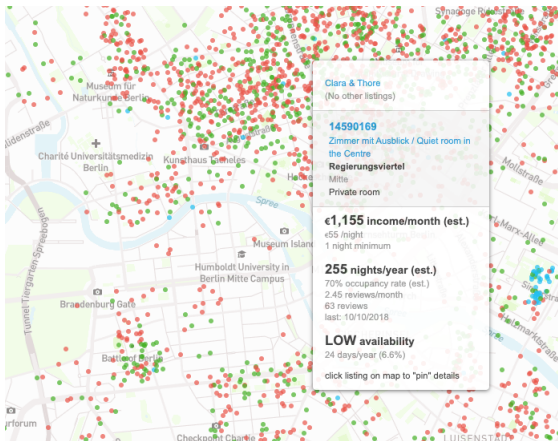 Synagoge
Museum für
Naturkunde Berlin
Charité Universitätsmedizin
Berlin
Kunsthaus Tacheles
Spree
Museum Island
Humboldt University in
Berlin Mitte Campus
Brandenburg Gate
Tunnel Tiergarten Spreebogen
Checkpoint Charlie
LUISENSTADT
Mollstraße
Holzmarktstraße
Clara & Thore
(No other listings)
14590169
Zimmer mit Ausblick / Quiet room in
the Centre
Regierungsviertel
Mitte
Private room
€1,155 income/month (est.)
€55 /night
1 night minimum
255 nights/year (est.)
70% occupancy rate (est.)
2.45 reviews/month
63 reviews
last: 10/10/2018
LOW availability
24 days/year (6.6%)
click listing on map to "pin" details